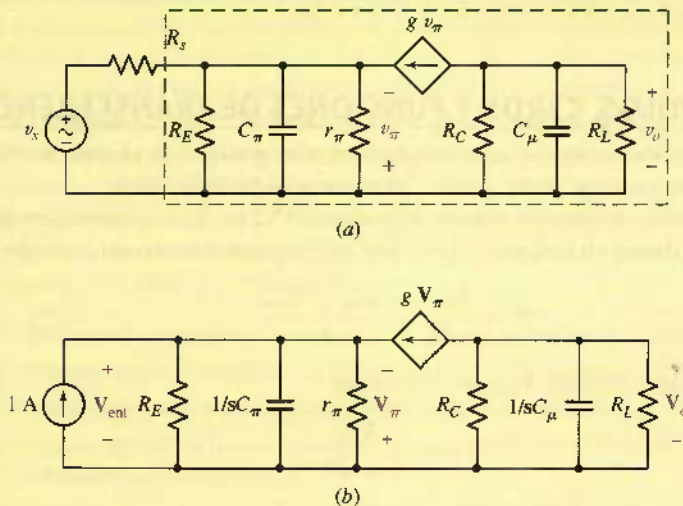 R_s
g v_π
v_s
+
~
−
R_E
C_π
r_π
−
v_π
+
R_C
C_μ
R_L
+
v_o
−
(a)
g V_π
1 A
+
V_ent
−
R_E
1/sC_π
r_π
−
V_π
+
R_C
1/sC_μ
R_L
−
(b)